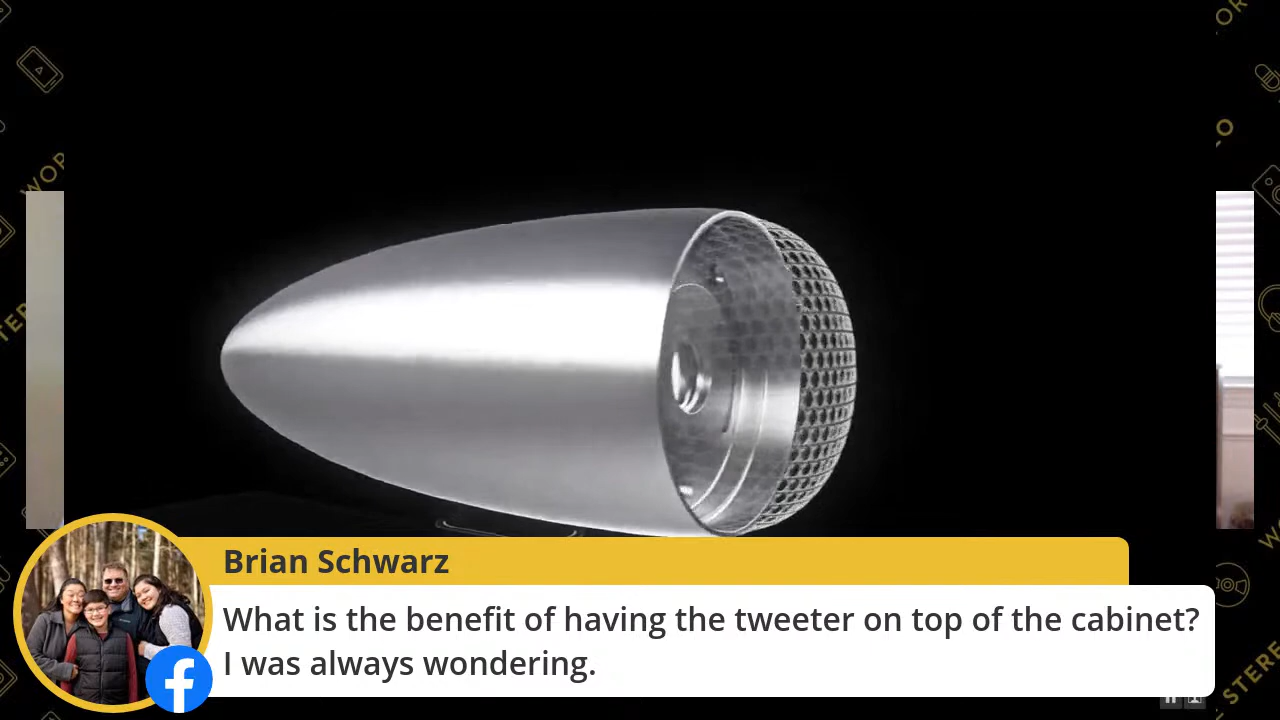 Brian Schwarz
What is the benefit of having the tweeter on top of the cabinet?
I was always wondering.